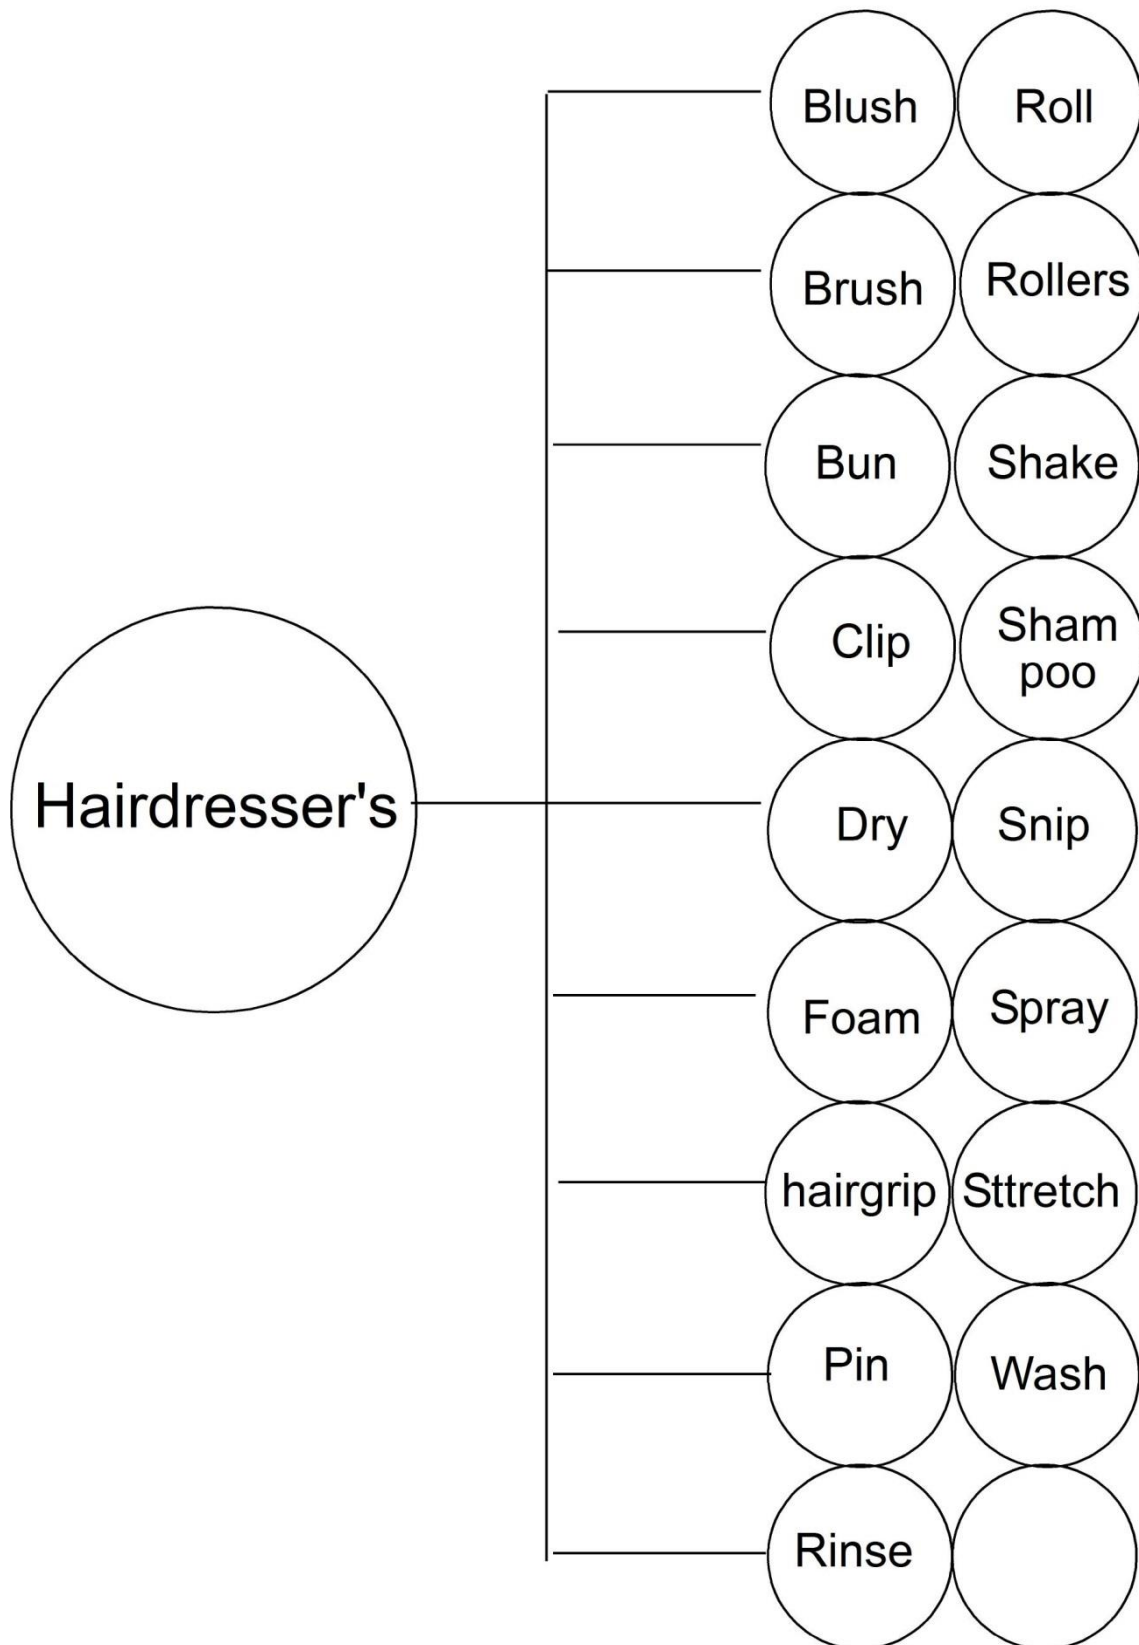 Hairdresser's
Blush
Roll
Brush
Rollers
Bun
Shake
Clip
Sham
poo
Dry
Snip
Foam
Spray
hairgrip
Sttretch
Pin
Wash
Rinse